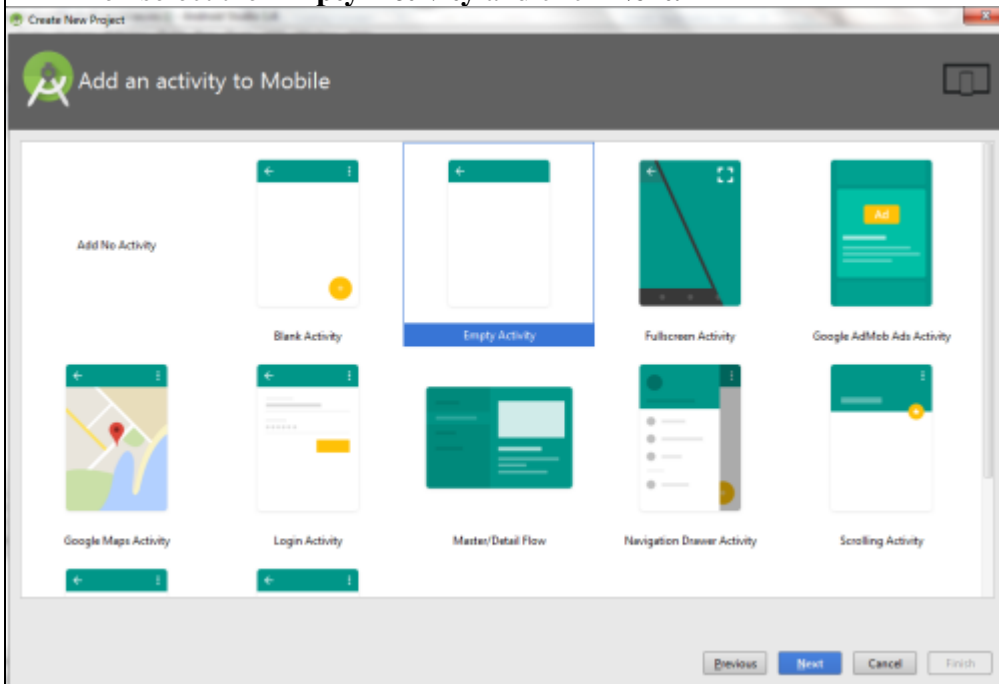 Create New Project
Add an activity to Mobile
Add No Activity
Blank Activity
Empty Activity
Fullscreen Activity
Ad
Google AdMob Ads Activity
Google Maps Activity
Login Activity
Master/Detail Flow
Navigation Drawer Activity
Scrolling Activity
Previous
Next
Cancel
Finish